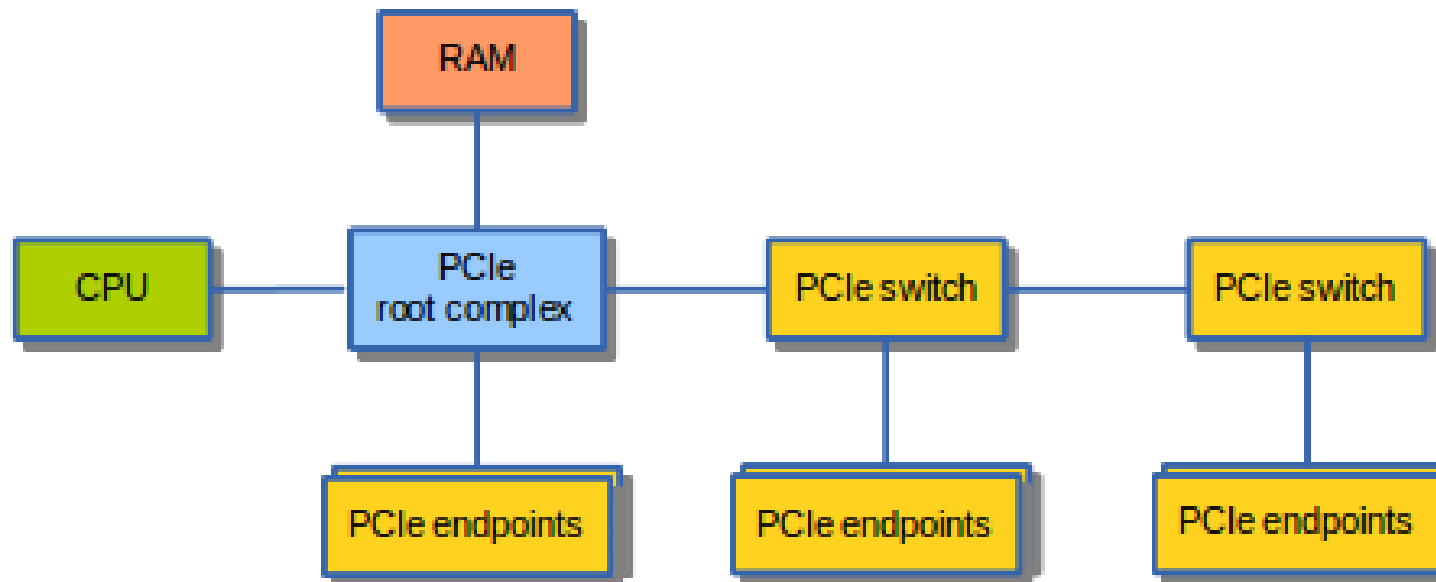 RAM
CPU
PCIe
root complex
PCIe switch
PCIe switch
PCIe endpoints
PCIe endpoints
PCIe endpoints